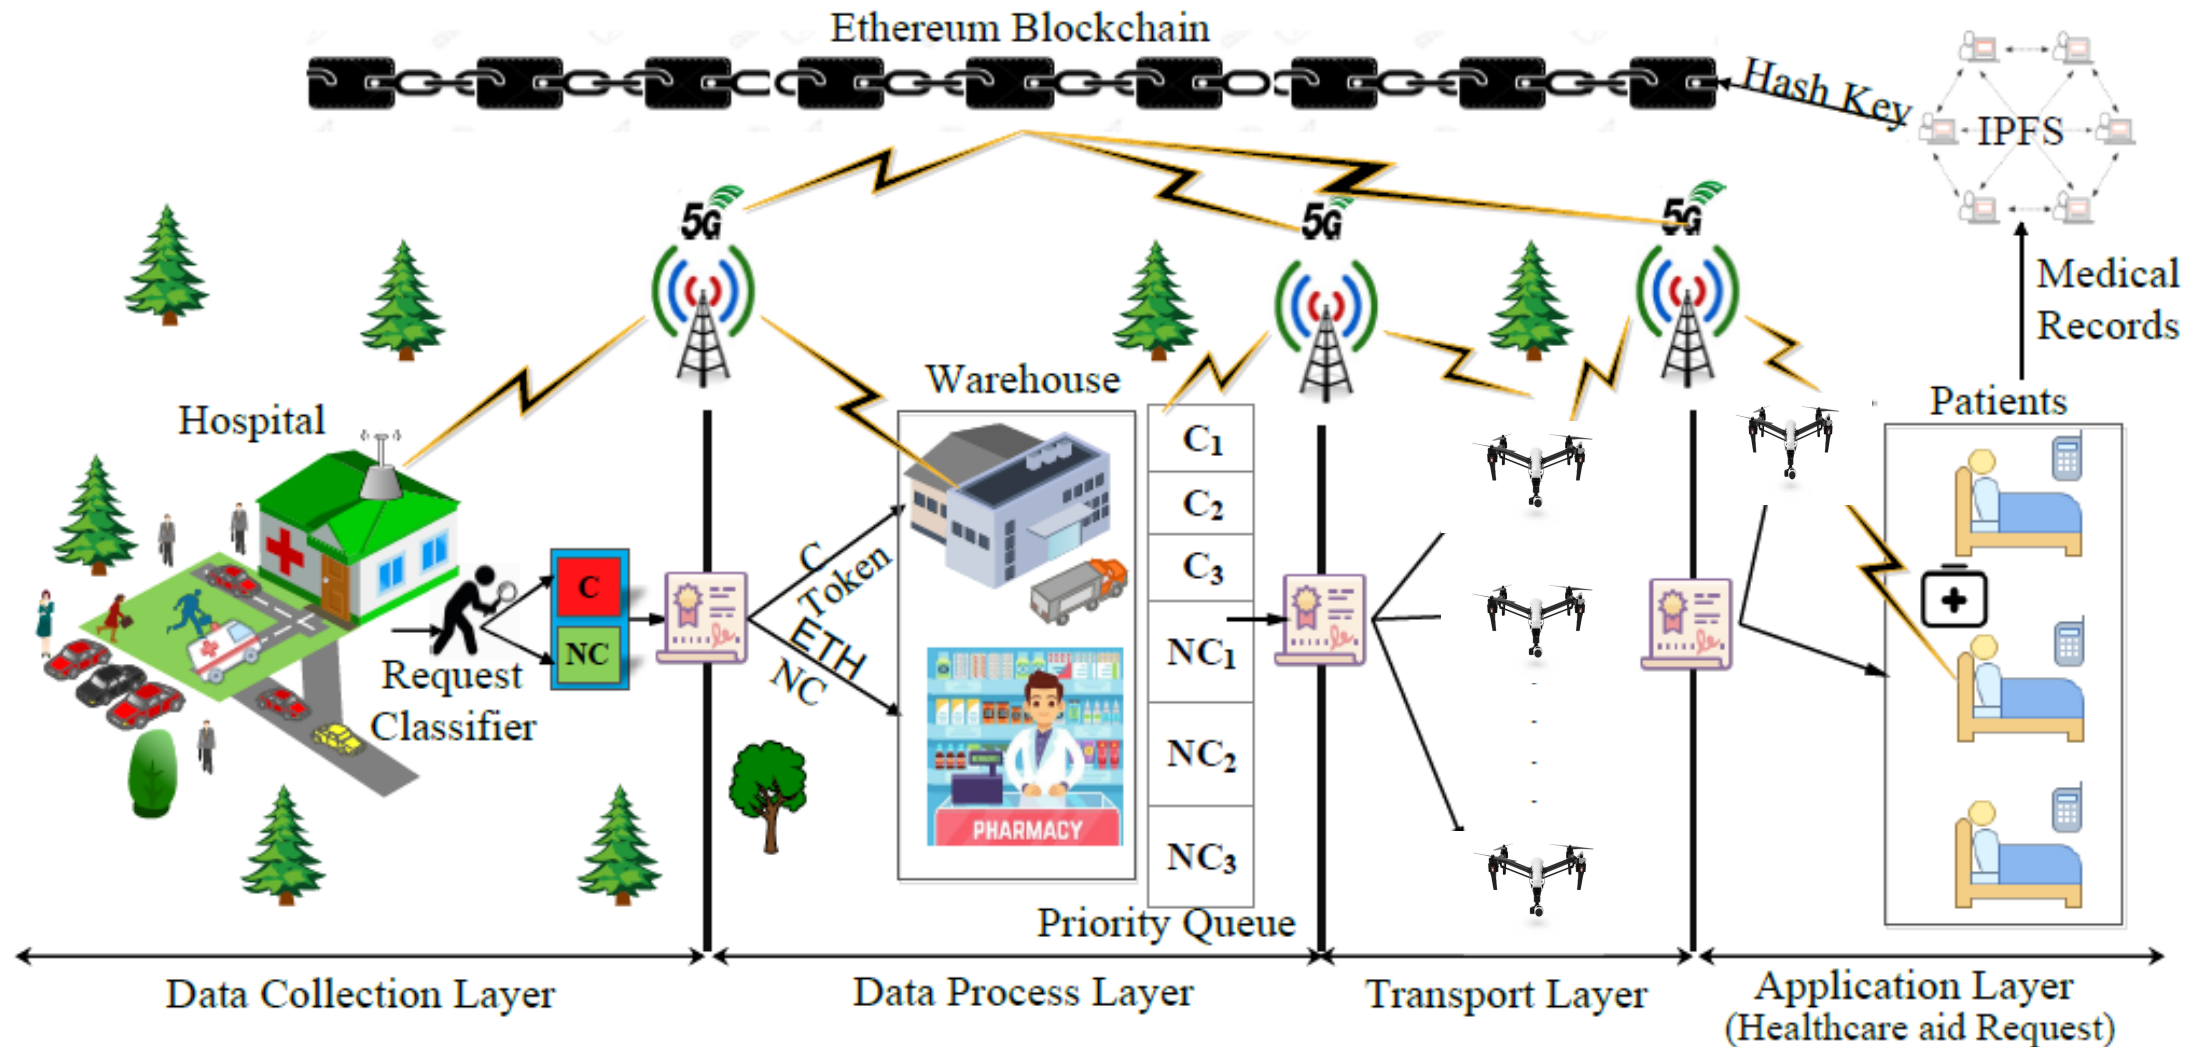 Ethereum Blockchain
Hash Key
IPFS
5G
5G
5G
Medical
Records
Hospital
Warehouse
Patients
C
NC
Request
Classifier
C
Token
ETH
NC
PHARMACY
C1
C2
C3
NC1
NC2
NC3
Priority Queue
Data Collection Layer
Data Process Layer
Transport Layer
Application Layer
(Healthcare aid Request)